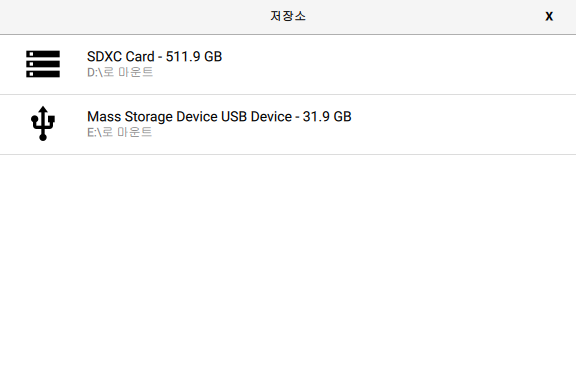 저장소
X
SDXC Card - 511.9 GB
D:\로 마운트
Mass Storage Device USB Device - 31.9 GB
E:\로 마운트